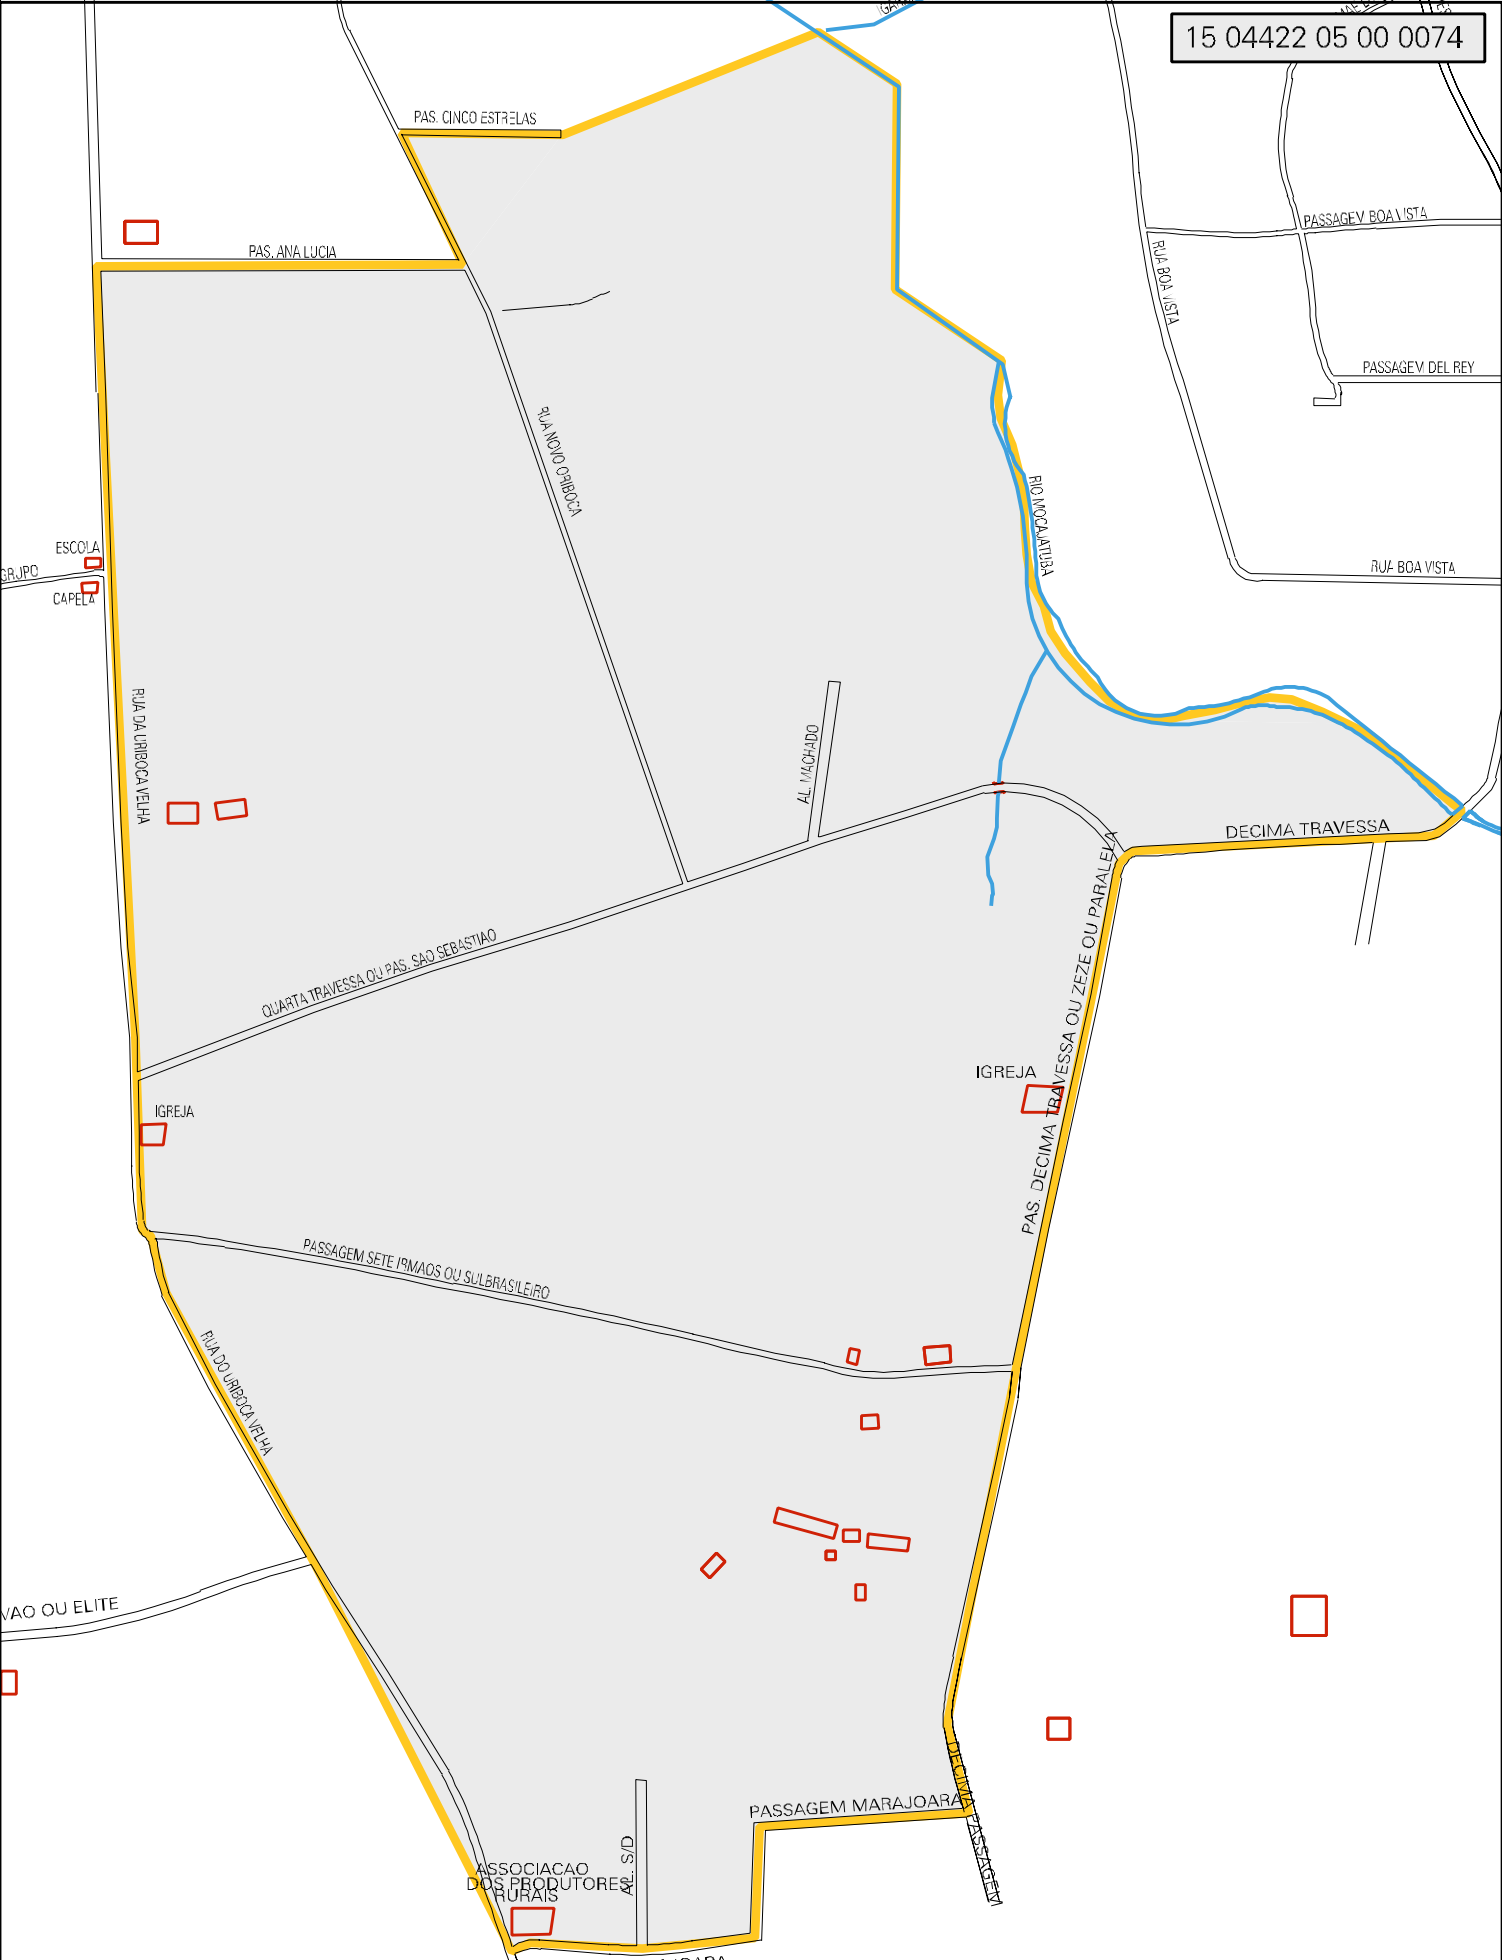 15 04422 05 00 0074
PAS. CINCO ESTRELAS
PASSAGEM BOA VISTA
PAS. ANA LUCIA
RUA BOA VISTA
PASSAGEM DEL REY
RUA NOVO ORIBOCA
RIO MOCAJATUBA
ESCOLA
GRUPO
CAPELA
RUA BOA VISTA
RUA DA URIBOCA VELHA
AL. MACHADO
DECIMA TRAVESSA
PAS. DECIMA TRAVESSA OU ZEZE OU PARALELA
QUARTA TRAVESSA OU PAS. SAO SEBASTIAO
IGREJA
IGREJA
PASSAGEM SETE IRMAOS OU SULBRASILEIRO
RUA DO URIBOCA VELHA
VAO OU ELITE
DECIMA PASSAGEM
PASSAGEM MARAJOARA
AL. S/D
ASSOCIACAO
DOS PRODUTORES
RURAIS